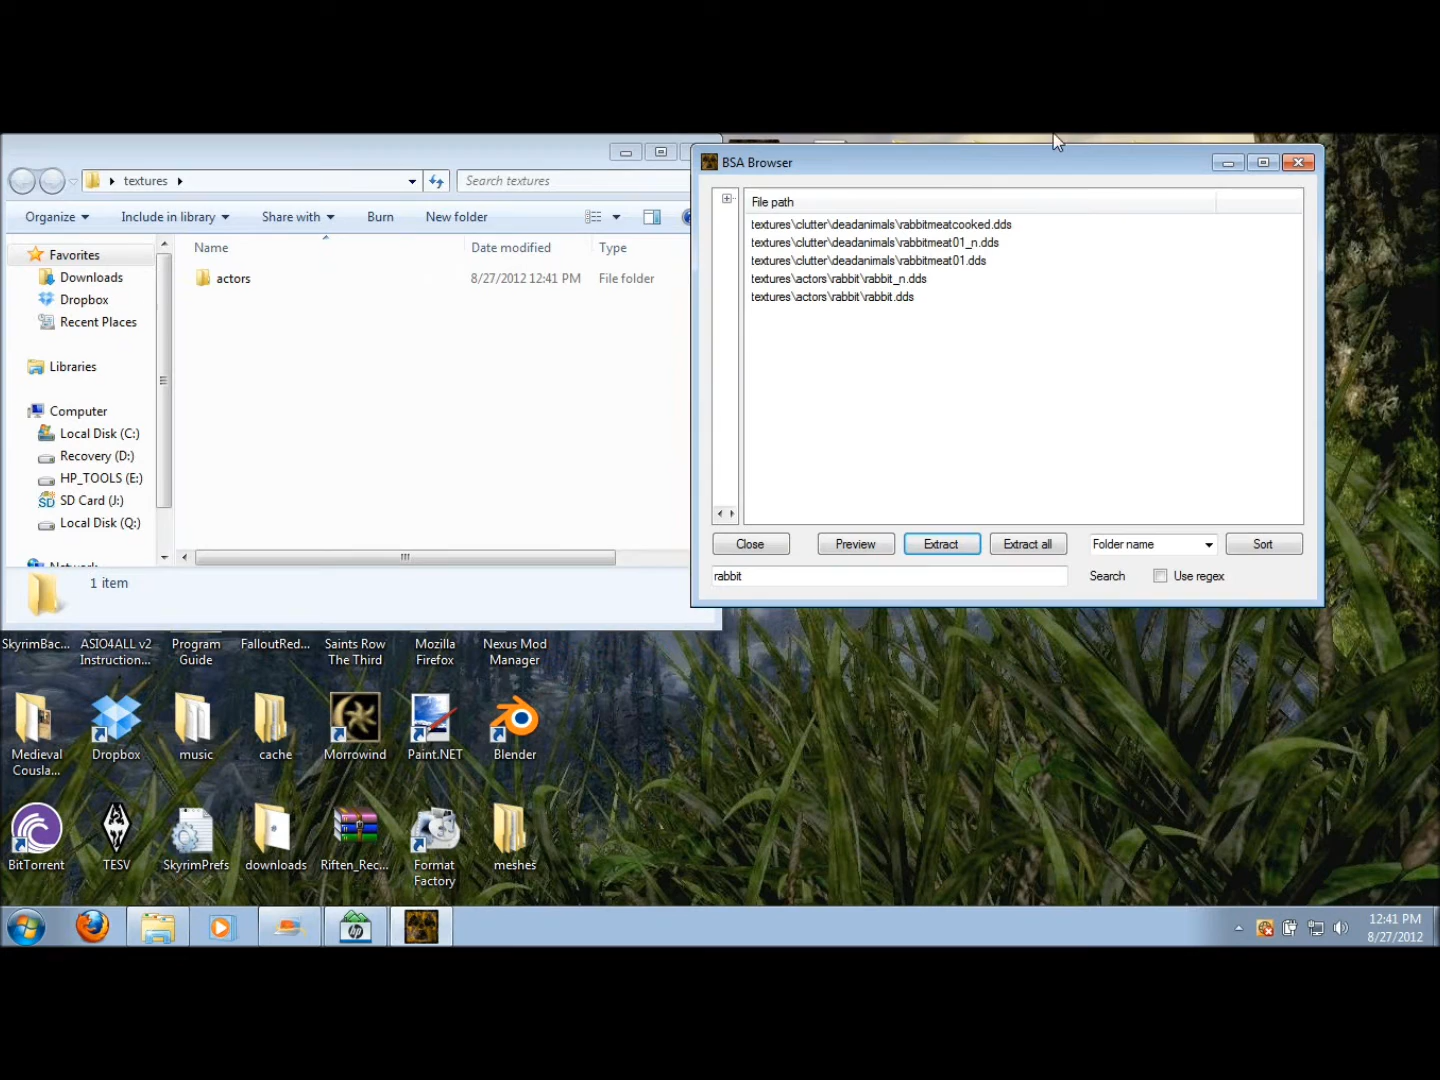 textures
Search textures
Organize
Include in library
Share with
Burn
New folder
Favorites
Downloads
Dropbox
Recent Places
Libraries
Computer
Local Disk (C:)
Recovery (D:)
HP_TOOLS (E:)
SD Card (J:)
Local Disk (Q:)
Network
Name
Date modified
Type
actors
8/27/2012 12:41 PM
File folder
1 item
BSA Browser
File path
textures\clutter\deadanimals\rabbitmeatcooked.dds
textures\clutter\deadanimals\rabbitmeat01_n.dds
textures\clutter\deadanimals\rabbitmeat01.dds
textures\actors\rabbit\rabbit_n.dds
textures\actors\rabbit\rabbit.dds
Close
Preview
Extract
Extract all
Folder name
Sort
rabbit
Search
Use regex
SkyrimBac...
ASIO4ALL v2
Instruction...
Program
Guide
FalloutRed...
Saints Row
The Third
Mozilla
Firefox
Nexus Mod
Manager
Medieval
Cousla...
Dropbox
music
cache
Morrowind
Paint.NET
Blender
BitTorrent
TESV
SkyrimPrefs
downloads
Riften_Rec...
Format
Factory
meshes
12:41 PM
8/27/2012